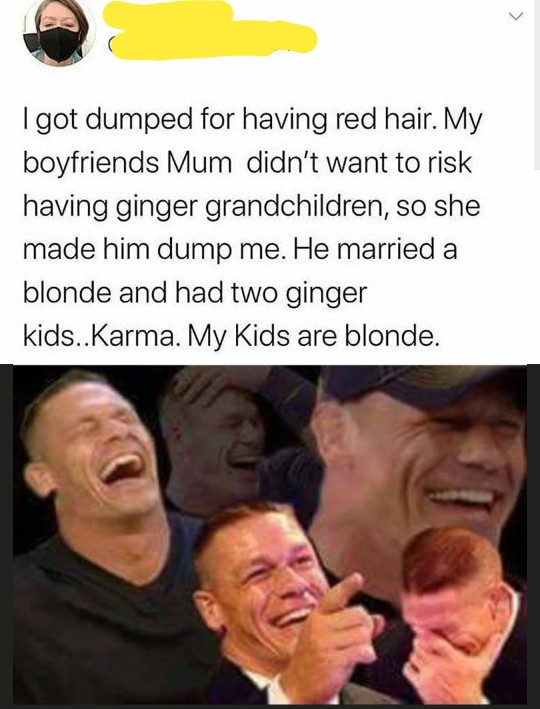 I got dumped for having red hair. My
boyfriends Mum didn't want to risk
having ginger grandchildren, so she
made him dump me. He married a
blonde and had two ginger
kids..Karma. My Kids are blonde.